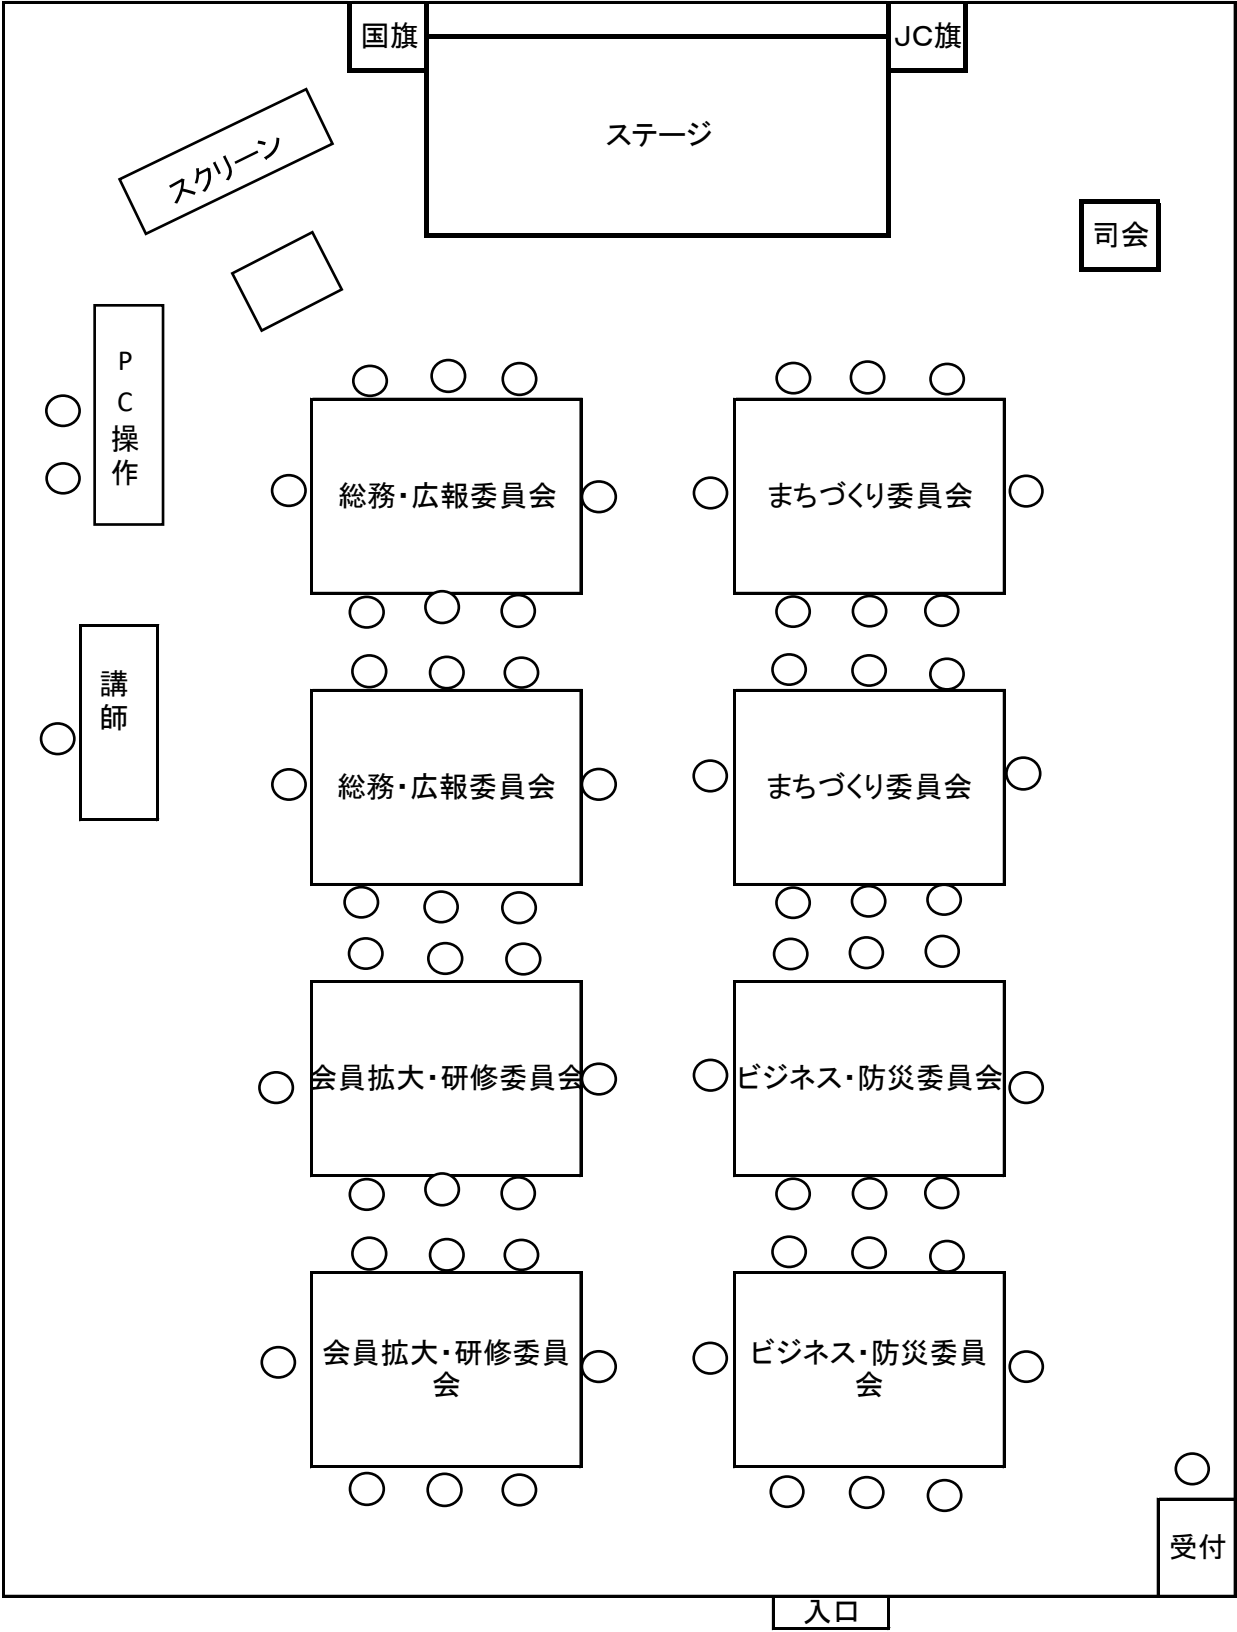 国旗
JC旗
ステージ
スクリーン
司会
P
C
操
作
総務・広報委員会
まちづくり委員会
講
師
総務・広報委員会
まちづくり委員会
会員拡大・研修委員会
ビジネス・防災委員会
会員拡大・研修委員
会
ビジネス・防災委員
会
受付
入口